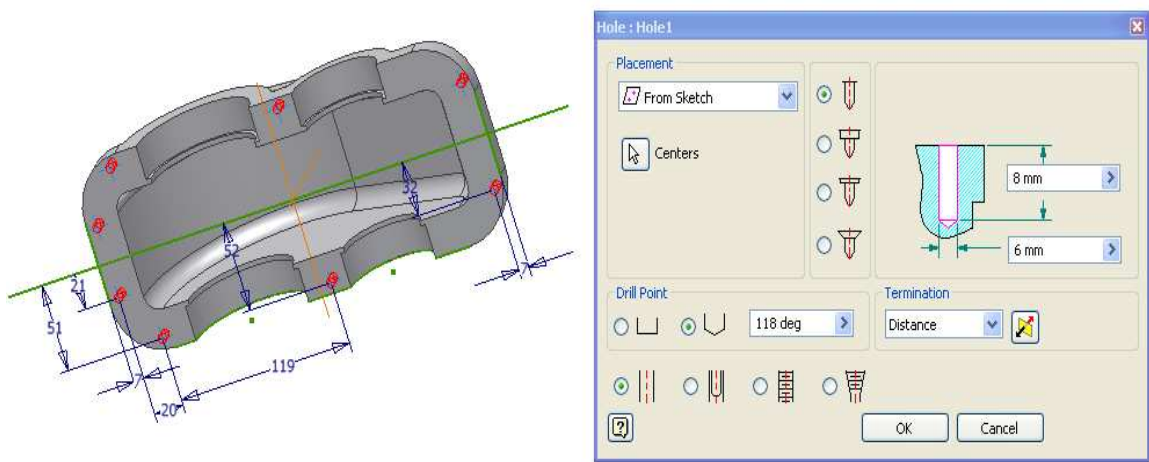 32
52
7
21
51
119
7
20
Hole : Hole1
Placement
From Sketch
Centers
8 mm
6 mm
Drill Point
118 deg
Termination
Distance
OK
Cancel